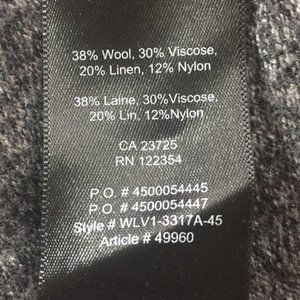 38% Wool, 30% Viscose,
20% Linen, 12% Nylon
38% Laine, 30%Viscose,
20% Lin, 12%Nylon
CA 23725
RN 122354
P.O. # 4500054445
P.O. # 4500054447
Style # WLV1-3317A-45
Article # 49960